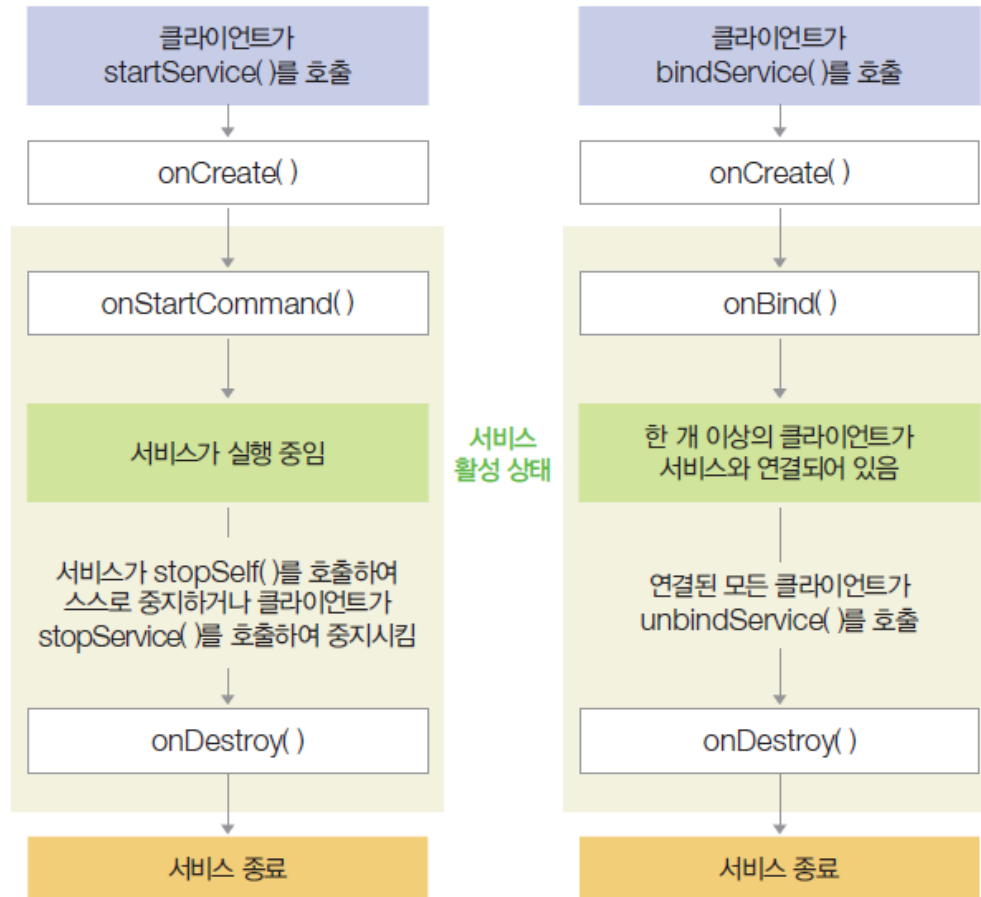 클라이언트가
startService( )를 호출
onCreate( )
onStartCommand( )
서비스가 실행 중임
서비스가 stopSelf( )를 호출하여
스스로 중지하거나 클라이언트가
stopService( )를 호출하여 중지시킴
onDestroy( )
서비스 종료
서비스
활성 상태
클라이언트가
bindService( )를 호출
onCreate( )
onBind( )
한 개 이상의 클라이언트가
서비스와 연결되어 있음
연결된 모든 클라이언트가
unbindService( )를 호출
onDestroy( )
서비스 종료